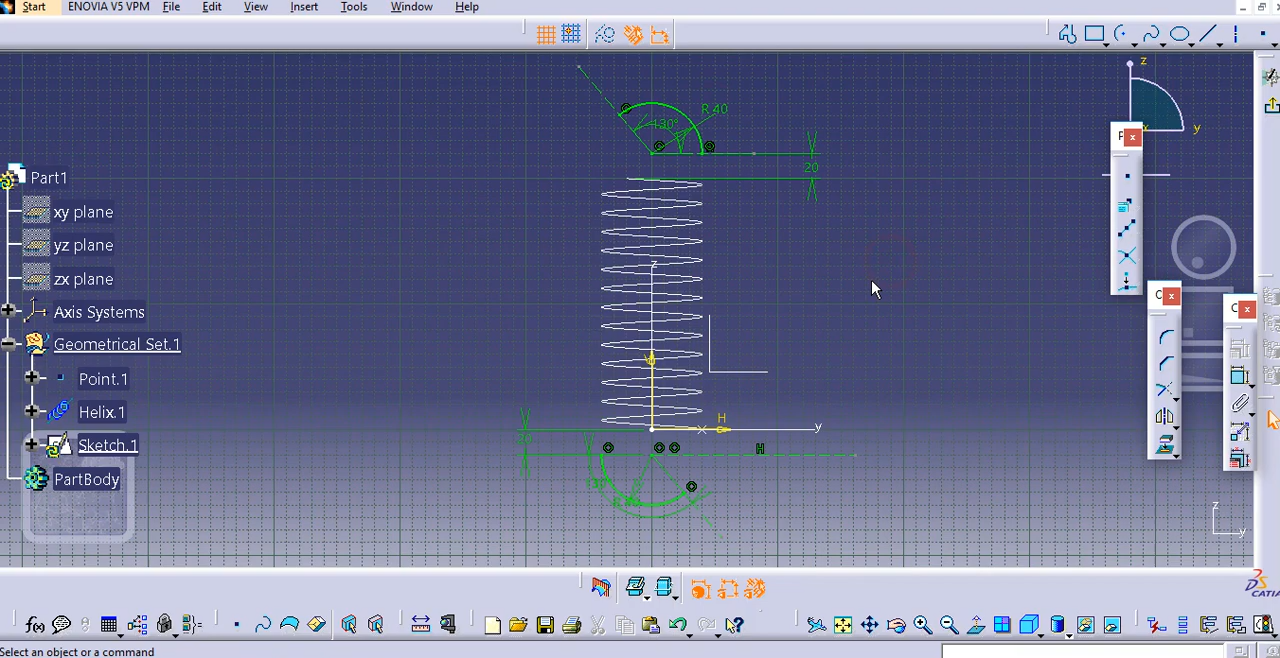 Start ENOVIA V5 VPM File Edit View Insert Tools Window Help
z
y
R 40
130°
20
P
Part1
xy plane
yz plane
zx plane
Axis Systems
Geometrical Set.1
Point.1
Helix.1
Sketch.1
PartBody
z
V
H
y
H
C
C
z
y
DS
CATIA
f(x)
Select an object or a command